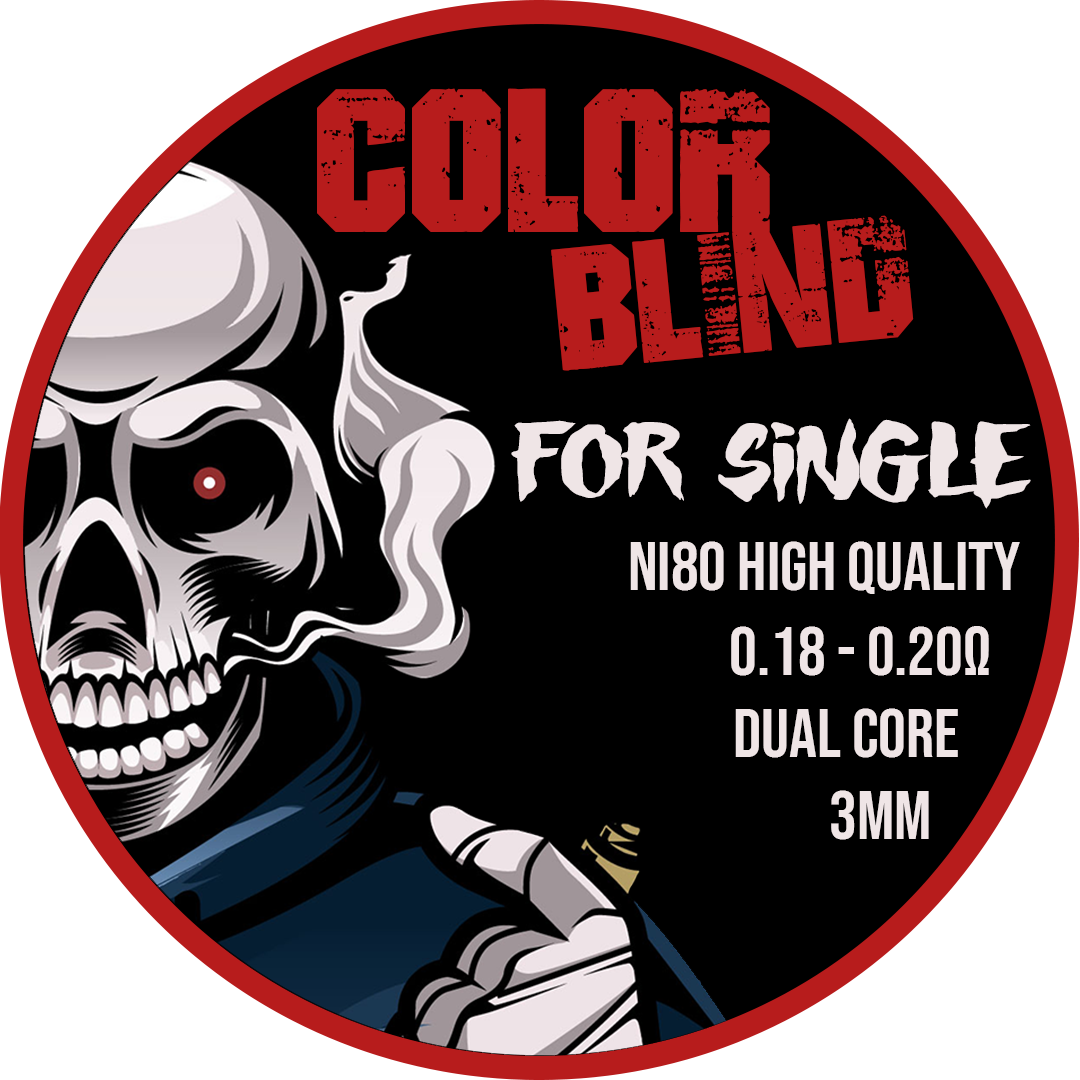 COLOR
BLIND
FOR SiNGLE
NI80 HIGH QUALITY
0.18 - 0.20Ω
DUAL CORE
3MM